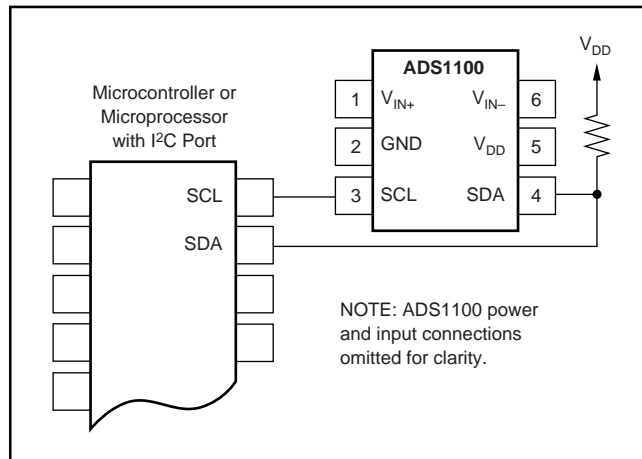 V_DD
ADS1100
Microcontroller or
Microprocessor
with I²C Port
1 V_IN+ V_IN– 6
2 GND V_DD 5
SCL 3 SCL SDA 4
SDA
NOTE: ADS1100 power
and input connections
omitted for clarity.